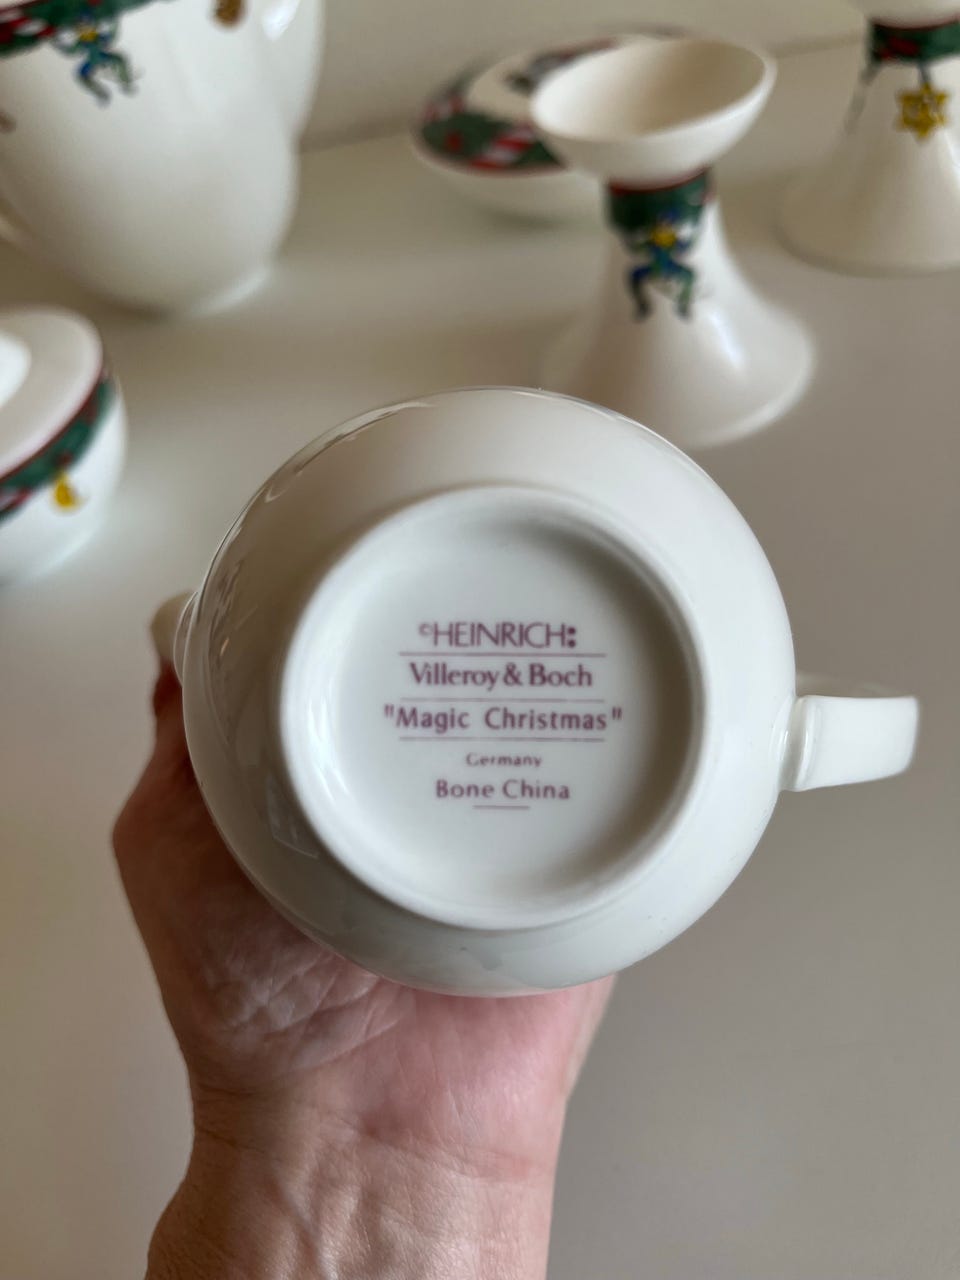 ©HEINRICH:
Villeroy & Boch
"Magic Christmas"
Germany
Bone China